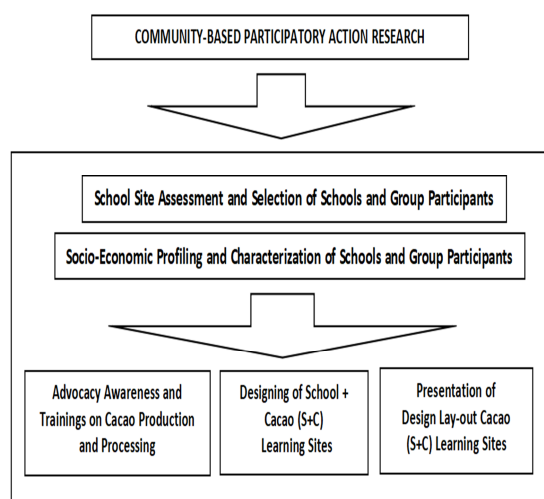 COMMUNITY-BASED PARTICIPATORY ACTION RESEARCH
School Site Assessment and Selection of Schools and Group Participants
Socio-Economic Profiling and Characterization of Schools and Group Participants
Advocacy Awareness and
Trainings on Cacao Production
and Processing
Designing of School +
Cacao (S+C)
Learning Sites
Presentation of
Design Lay-out Cacao
(S+C) Learning Sites